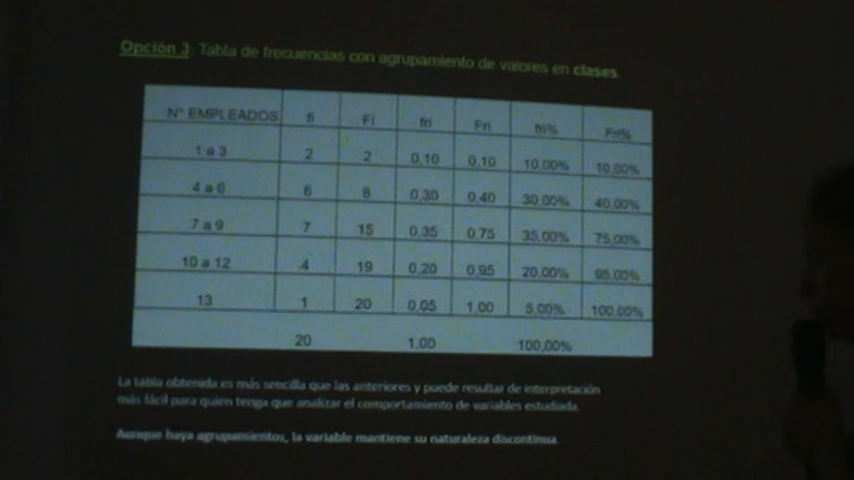 Opción 3: Tabla de frecuencias con agrupamiento de valores en clases.
N° EMPLEADOS fi Fi fri Fri fri% Fri%
1 a 3 2 2 0,10 0,10 10,00% 10,00%
4 a 6 6 8 0,30 0,40 30,00% 40,00%
7 a 9 7 15 0,35 0,75 35,00% 75,00%
10 a 12 4 19 0,20 0,95 20,00% 95,00%
13 1 20 0,05 1,00 5,00% 100,00%
20 1,00 100,00%
La tabla obtenida es más sencilla que las anteriores y puede resultar de interpretación
más fácil para quien tenga que analizar el comportamiento de variables estudiada.
Aunque haya agrupamientos, la variable mantiene su naturaleza discontinua